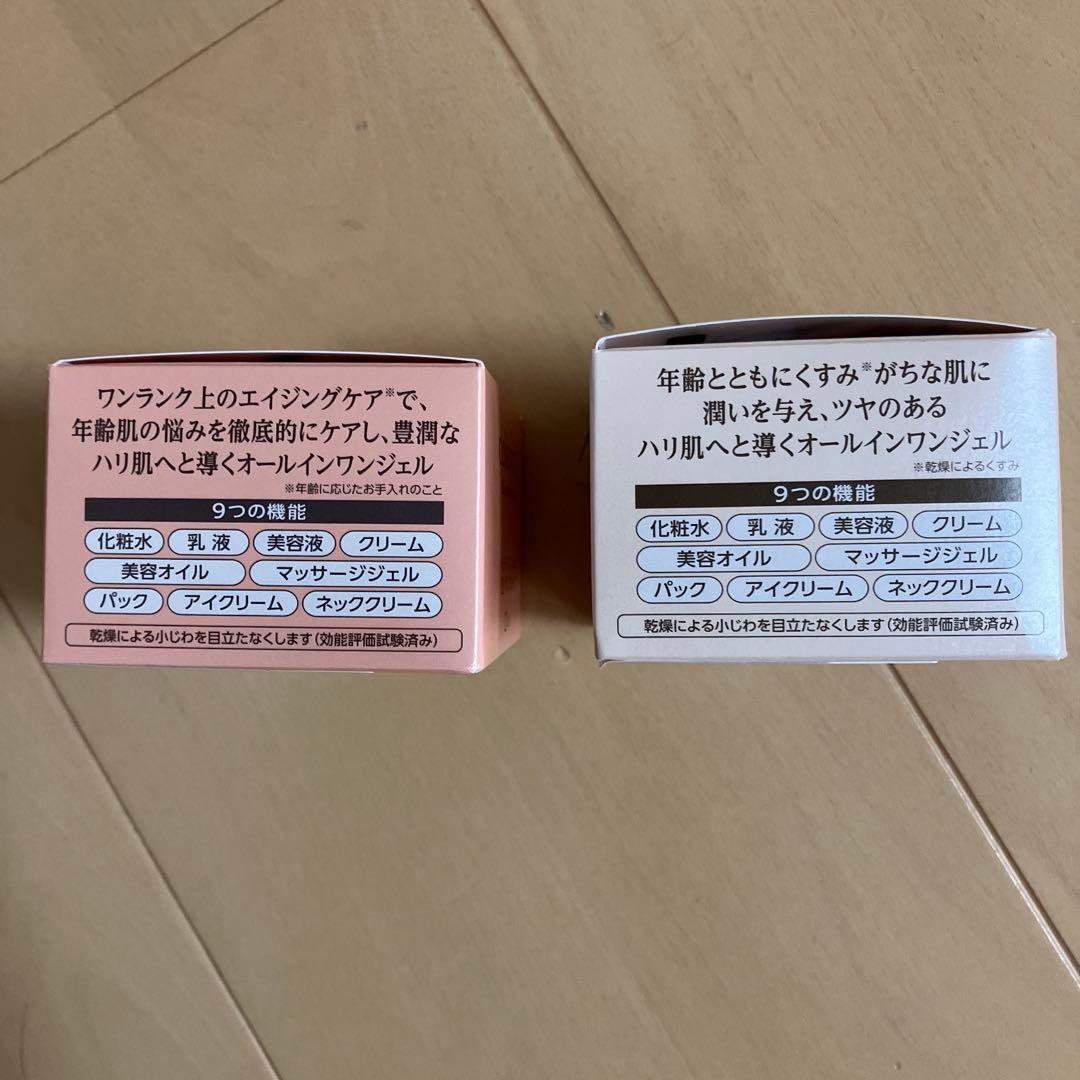 ワンランク上のエイジングケア※で、
年齢肌の悩みを徹底的にケアし、豊潤な
ハリ肌へと導くオールインワンジェル
※年齢に応じたお手入れのこと
9つの機能
化粧水 乳液 美容液 クリーム
美容オイル マッサージジェル
パック アイクリーム ネッククリーム
乾燥による小じわを目立たなくします(効能評価試験済み)
年齢とともにくすみ※がちな肌に
潤いを与え、ツヤのある
ハリ肌へと導くオールインワンジェル
※乾燥によるくすみ
9つの機能
化粧水 乳液 美容液 クリーム
美容オイル マッサージジェル
パック アイクリーム ネッククリーム
乾燥による小じわを目立たなくします(効能評価試験済み)